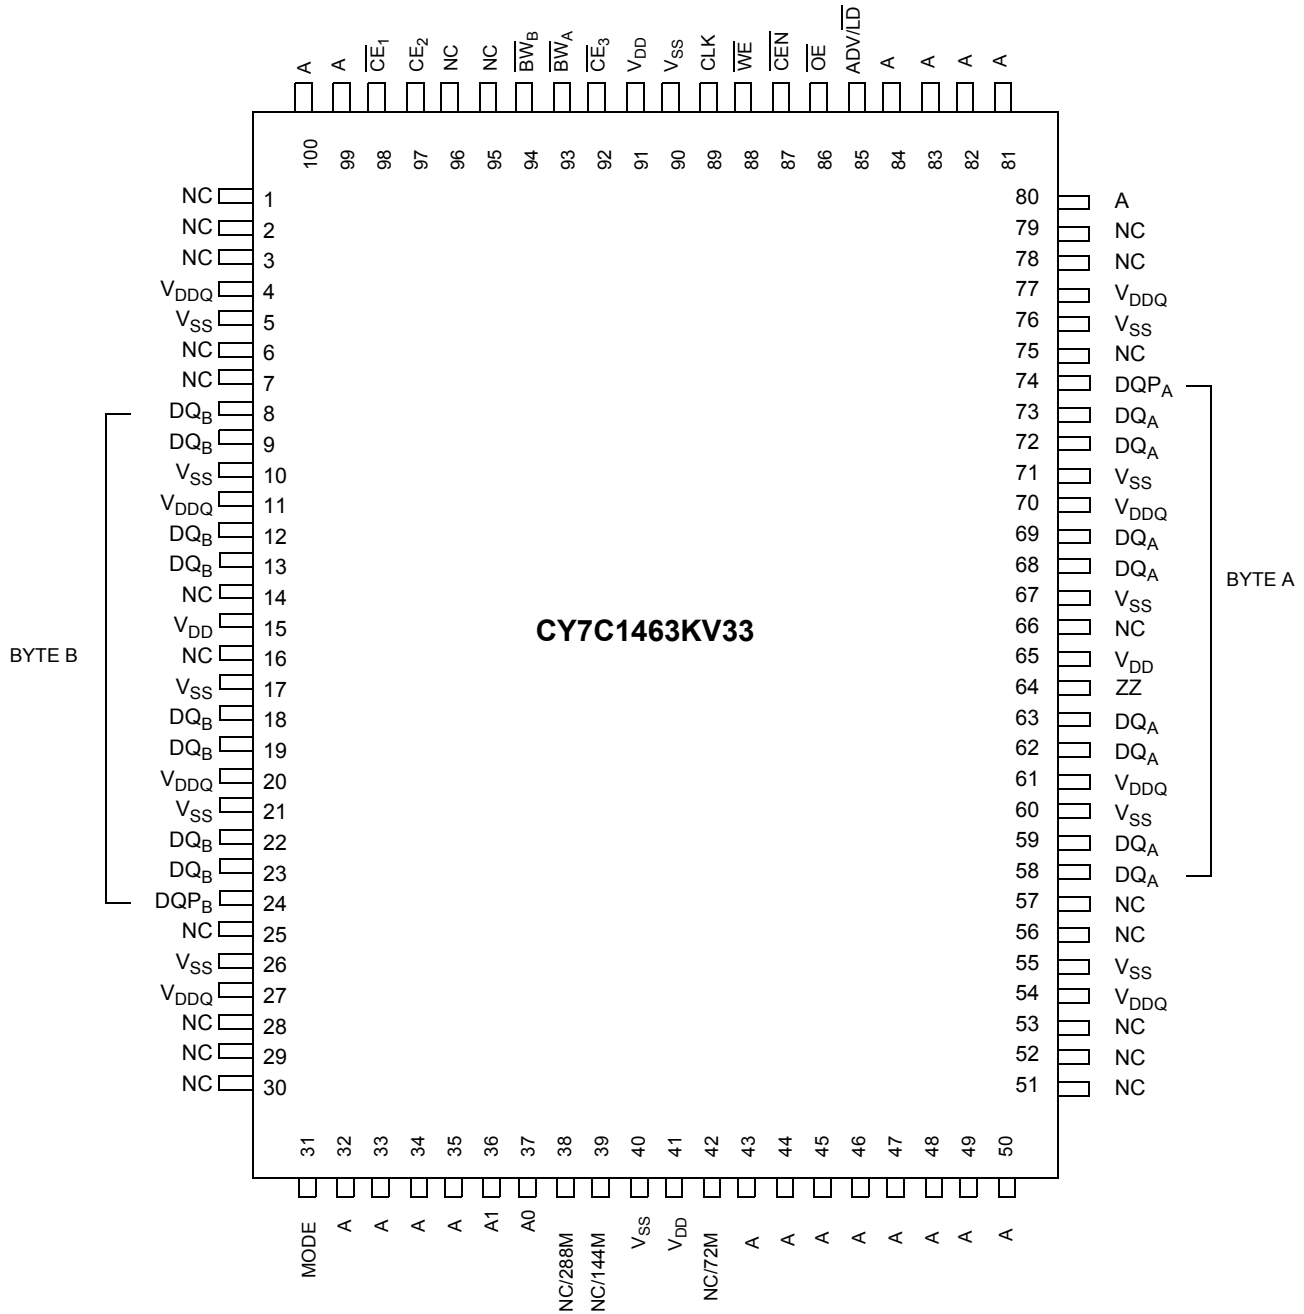 A A CE1 CE2 NC NC BWB BWA CE3 VDD VSS CLK WE CEN OE ADV/LD A A A A
100 99 98 97 96 95 94 93 92 91 90 89 88 87 86 85 84 83 82 81
NC 1 80 A
NC 2 79 NC
NC 3 78 NC
VDDQ 4 77 VDDQ
VSS 5 76 VSS
NC 6 75 NC
NC 7 74 DQPA
DQB 8 73 DQA
DQB 9 72 DQA
VSS 10 71 VSS
VDDQ 11 70 VDDQ
DQB 12 69 DQA
DQB 13 68 DQA
BYTE A
NC 14 67 VSS
VDD 15 66 NC
CY7C1463KV33
BYTE B
NC 16 65 VDD
VSS 17 64 ZZ
DQB 18 63 DQA
DQB 19 62 DQA
VDDQ 20 61 VDDQ
VSS 21 60 VSS
DQB 22 59 DQA
DQB 23 58 DQA
DQPB 24 57 NC
NC 25 56 NC
VSS 26 55 VSS
VDDQ 27 54 VDDQ
NC 28 53 NC
NC 29 52 NC
NC 30 51 NC
31 32 33 34 35 36 37 38 39 40 41 42 43 44 45 46 47 48 49 50
MODE A A A A A1 A0 NC/288M NC/144M VSS VDD NC/72M A A A A A A A A